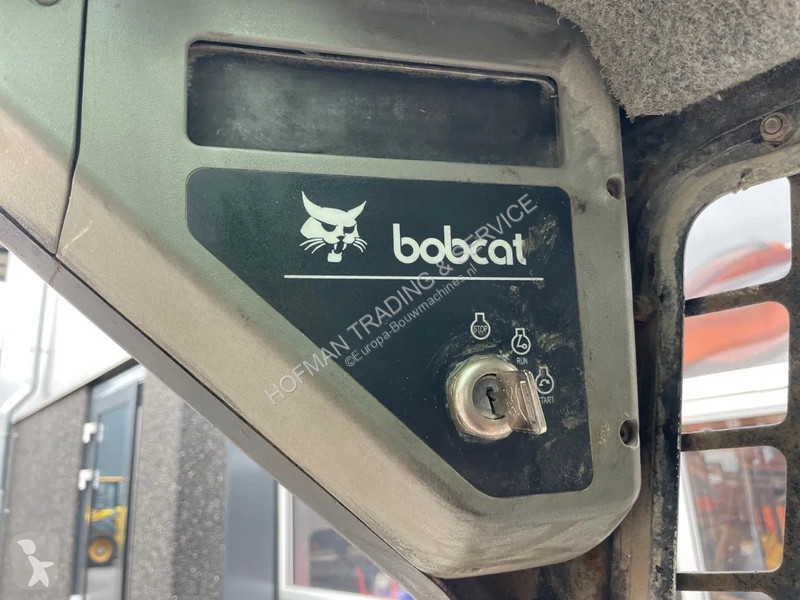 bobcat
STOP
RUN
START
HOFMAN TRADING & SERVICE
©Europa-Bouwmachines.nl